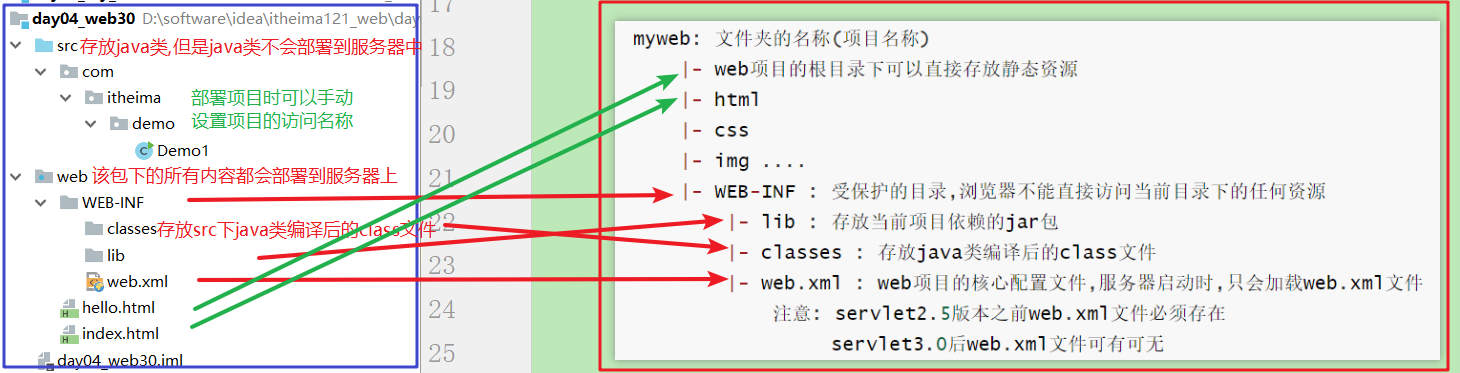 day04_web30 D:\software\idea\itheima121_web\day
src存放java类,但是java类不会部署到服务器中
com
itheima
部署项目时可以手动
demo
设置项目的访问名称
Demo1
web 该包下的所有内容都会部署到服务器上
WEB-INF
classes存放src下java类编译后的class文件
lib
web.xml
hello.html
index.html
day04_web30.iml
17
18
19
20
21
22
23
24
25
myweb: 文件夹的名称(项目名称)
|- web项目的根目录下可以直接存放静态资源
|- html
|- css
|- img ....
|- WEB-INF : 受保护的目录,浏览器不能直接访问当前目录下的任何资源
|- lib : 存放当前项目依赖的jar包
|- classes : 存放java类编译后的class文件
|- web.xml : web项目的核心配置文件,服务器启动时,只会加载web.xml文件
注意: servlet2.5版本之前web.xml文件必须存在
servlet3.0后web.xml文件可有可无